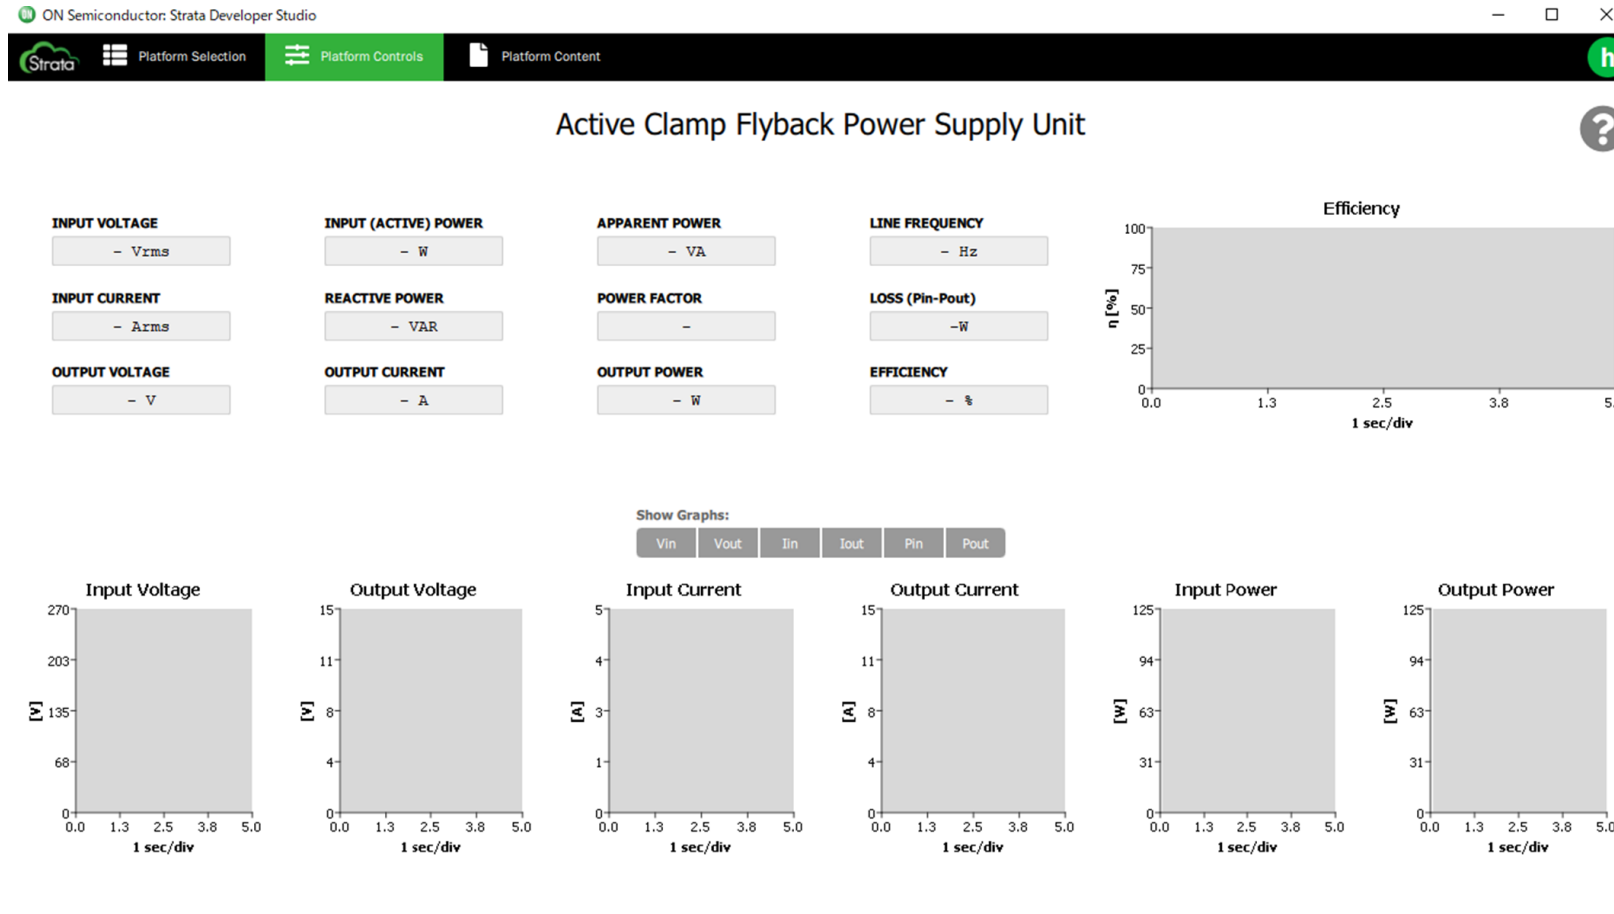 ON ON Semiconductor: Strata Developer Studio
Strata Platform Selection Platform Controls Platform Content h
Active Clamp Flyback Power Supply Unit
?
INPUT VOLTAGE INPUT (ACTIVE) POWER APPARENT POWER LINE FREQUENCY
- Vrms - W - VA - Hz
INPUT CURRENT REACTIVE POWER POWER FACTOR LOSS (Pin-Pout)
- Arms - VAR - -W
OUTPUT VOLTAGE OUTPUT CURRENT OUTPUT POWER EFFICIENCY
- V - A - W - %
Efficiency
100
75
50
25
0
η [%]
0.0 1.3 2.5 3.8 5.
1 sec/div
Show Graphs:
Vin Vout Iin Iout Pin Pout
Input Voltage
270
203
135
68
0
[V]
0.0 1.3 2.5 3.8 5.0
1 sec/div
Output Voltage
15
11
8
4
0
[V]
0.0 1.3 2.5 3.8 5.0
1 sec/div
Input Current
5
4
3
1
0
[A]
0.0 1.3 2.5 3.8 5.0
1 sec/div
Output Current
15
11
8
4
0
[A]
0.0 1.3 2.5 3.8 5.0
1 sec/div
Input Power
125
94
63
31
0
[W]
0.0 1.3 2.5 3.8 5.0
1 sec/div
Output Power
125
94
63
31
0
[W]
0.0 1.3 2.5 3.8 5.0
1 sec/div